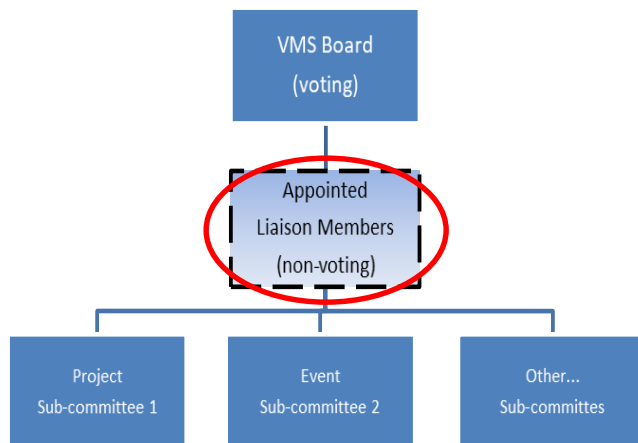 VMS Board
(voting)
Appointed
Liaison Members
(non-voting)
Project
Sub-committee 1
Event
Sub-committee 2
Other...
Sub-committes